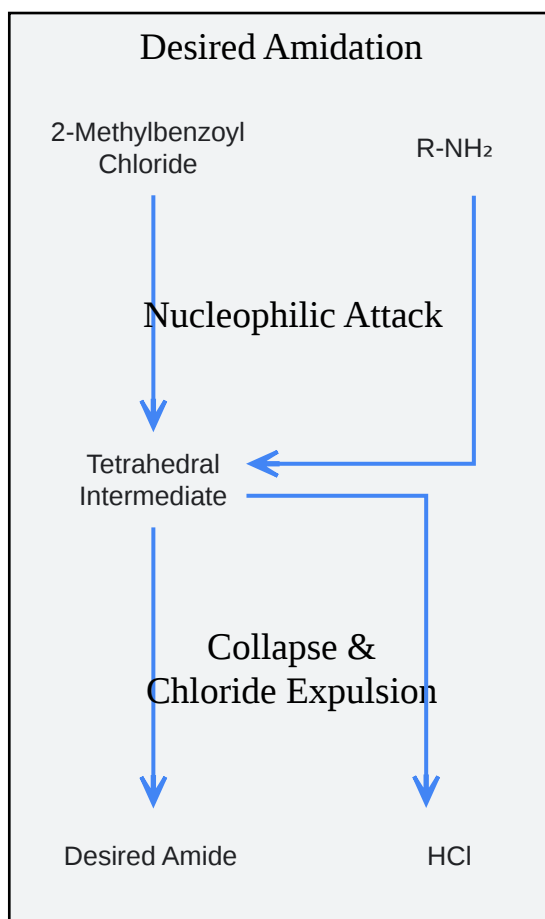 Desired Amidation
2-Methylbenzoyl
Chloride
R-NH₂
Nucleophilic Attack
Tetrahedral
Intermediate
Collapse &
Chloride Expulsion
Desired Amide
HCl